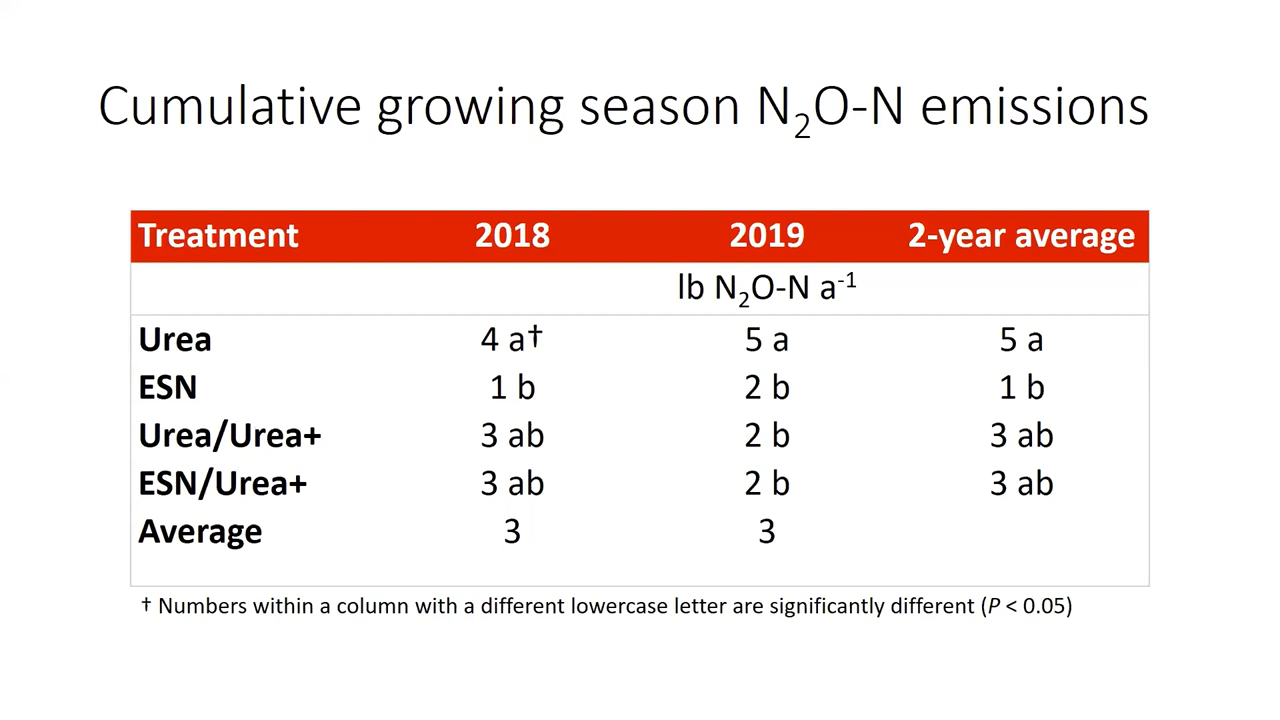 Cumulative growing season N₂O-N emissions
Treatment 2018 2019 2-year average
lb N₂O-N a⁻¹
Urea 4 a† 5 a 5 a
ESN 1 b 2 b 1 b
Urea/Urea+ 3 ab 2 b 3 ab
ESN/Urea+ 3 ab 2 b 3 ab
Average 3 3
† Numbers within a column with a different lowercase letter are significantly different (P < 0.05)